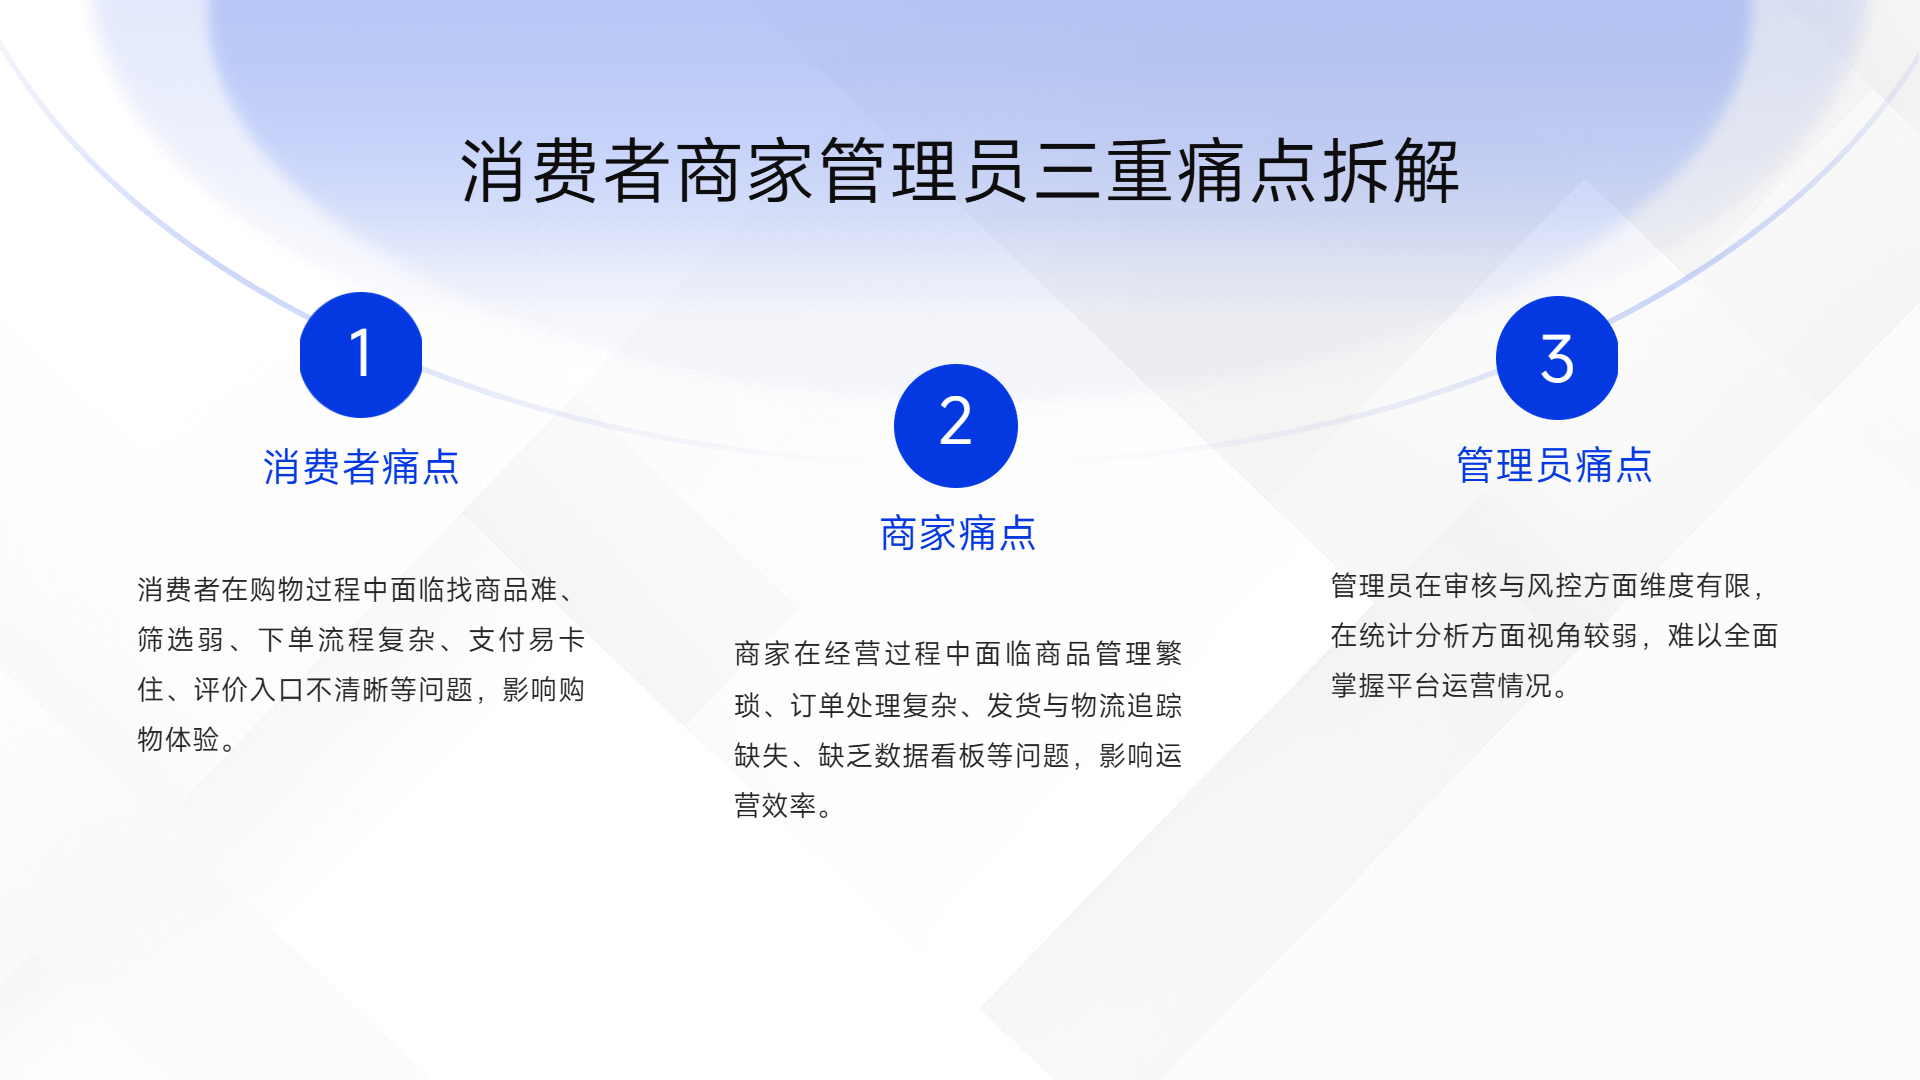 消费者商家管理员三重痛点拆解
1
消费者痛点
消费者在购物过程中面临找商品难、
筛选弱、下单流程复杂、支付易卡
住、评价入口不清晰等问题，影响购
物体验。
2
商家痛点
商家在经营过程中面临商品管理繁
琐、订单处理复杂、发货与物流追踪
缺失、缺乏数据看板等问题，影响运
营效率。
3
管理员痛点
管理员在审核与风控方面维度有限，
在统计分析方面视角较弱，难以全面
掌握平台运营情况。